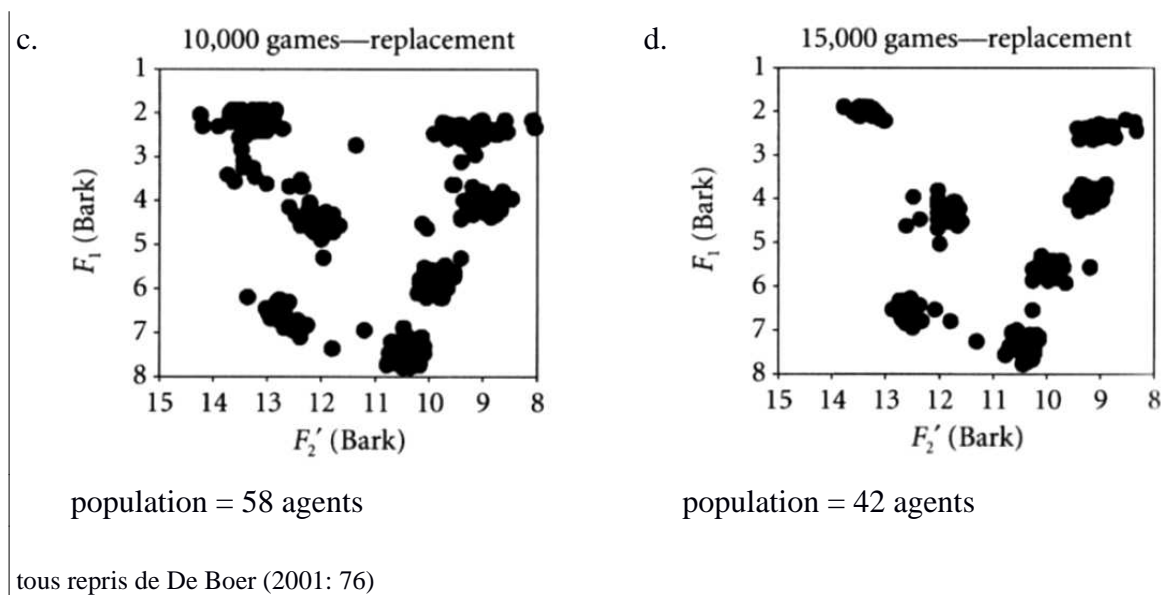 c.
10,000 games—replacement
1
2
3
4
5
6
7
8
F₁ (Bark)
15 14 13 12 11 10 9 8
F₂′ (Bark)
population = 58 agents
d.
15,000 games—replacement
1
2
3
4
5
6
7
8
F₁ (Bark)
15 14 13 12 11 10 9 8
F₂′ (Bark)
population = 42 agents
tous repris de De Boer (2001: 76)